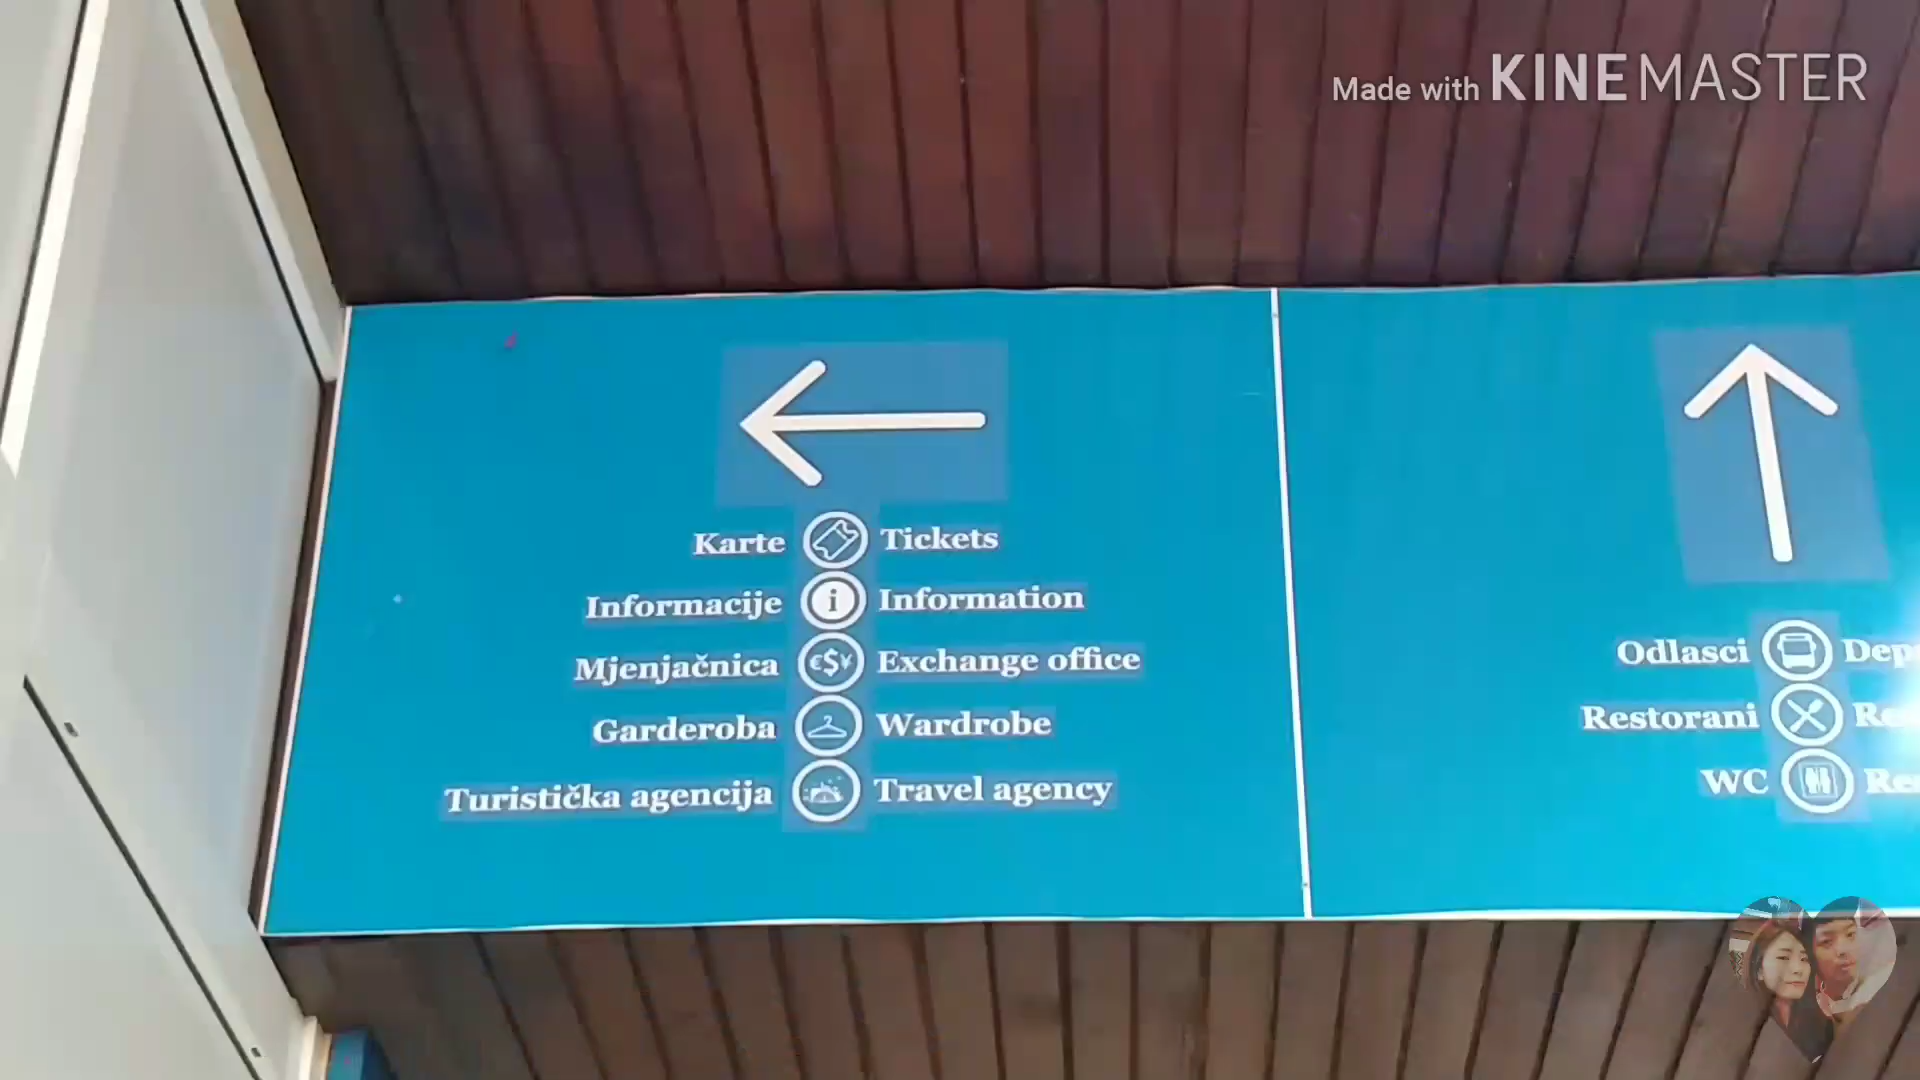 Made with KINEMASTER
Karte Tickets
Informacije i Information
Mjenjačnica €$¥ Exchange office
Garderoba Wardrobe
Turistička agencija Travel agency
Odlasci
Restorani
WC